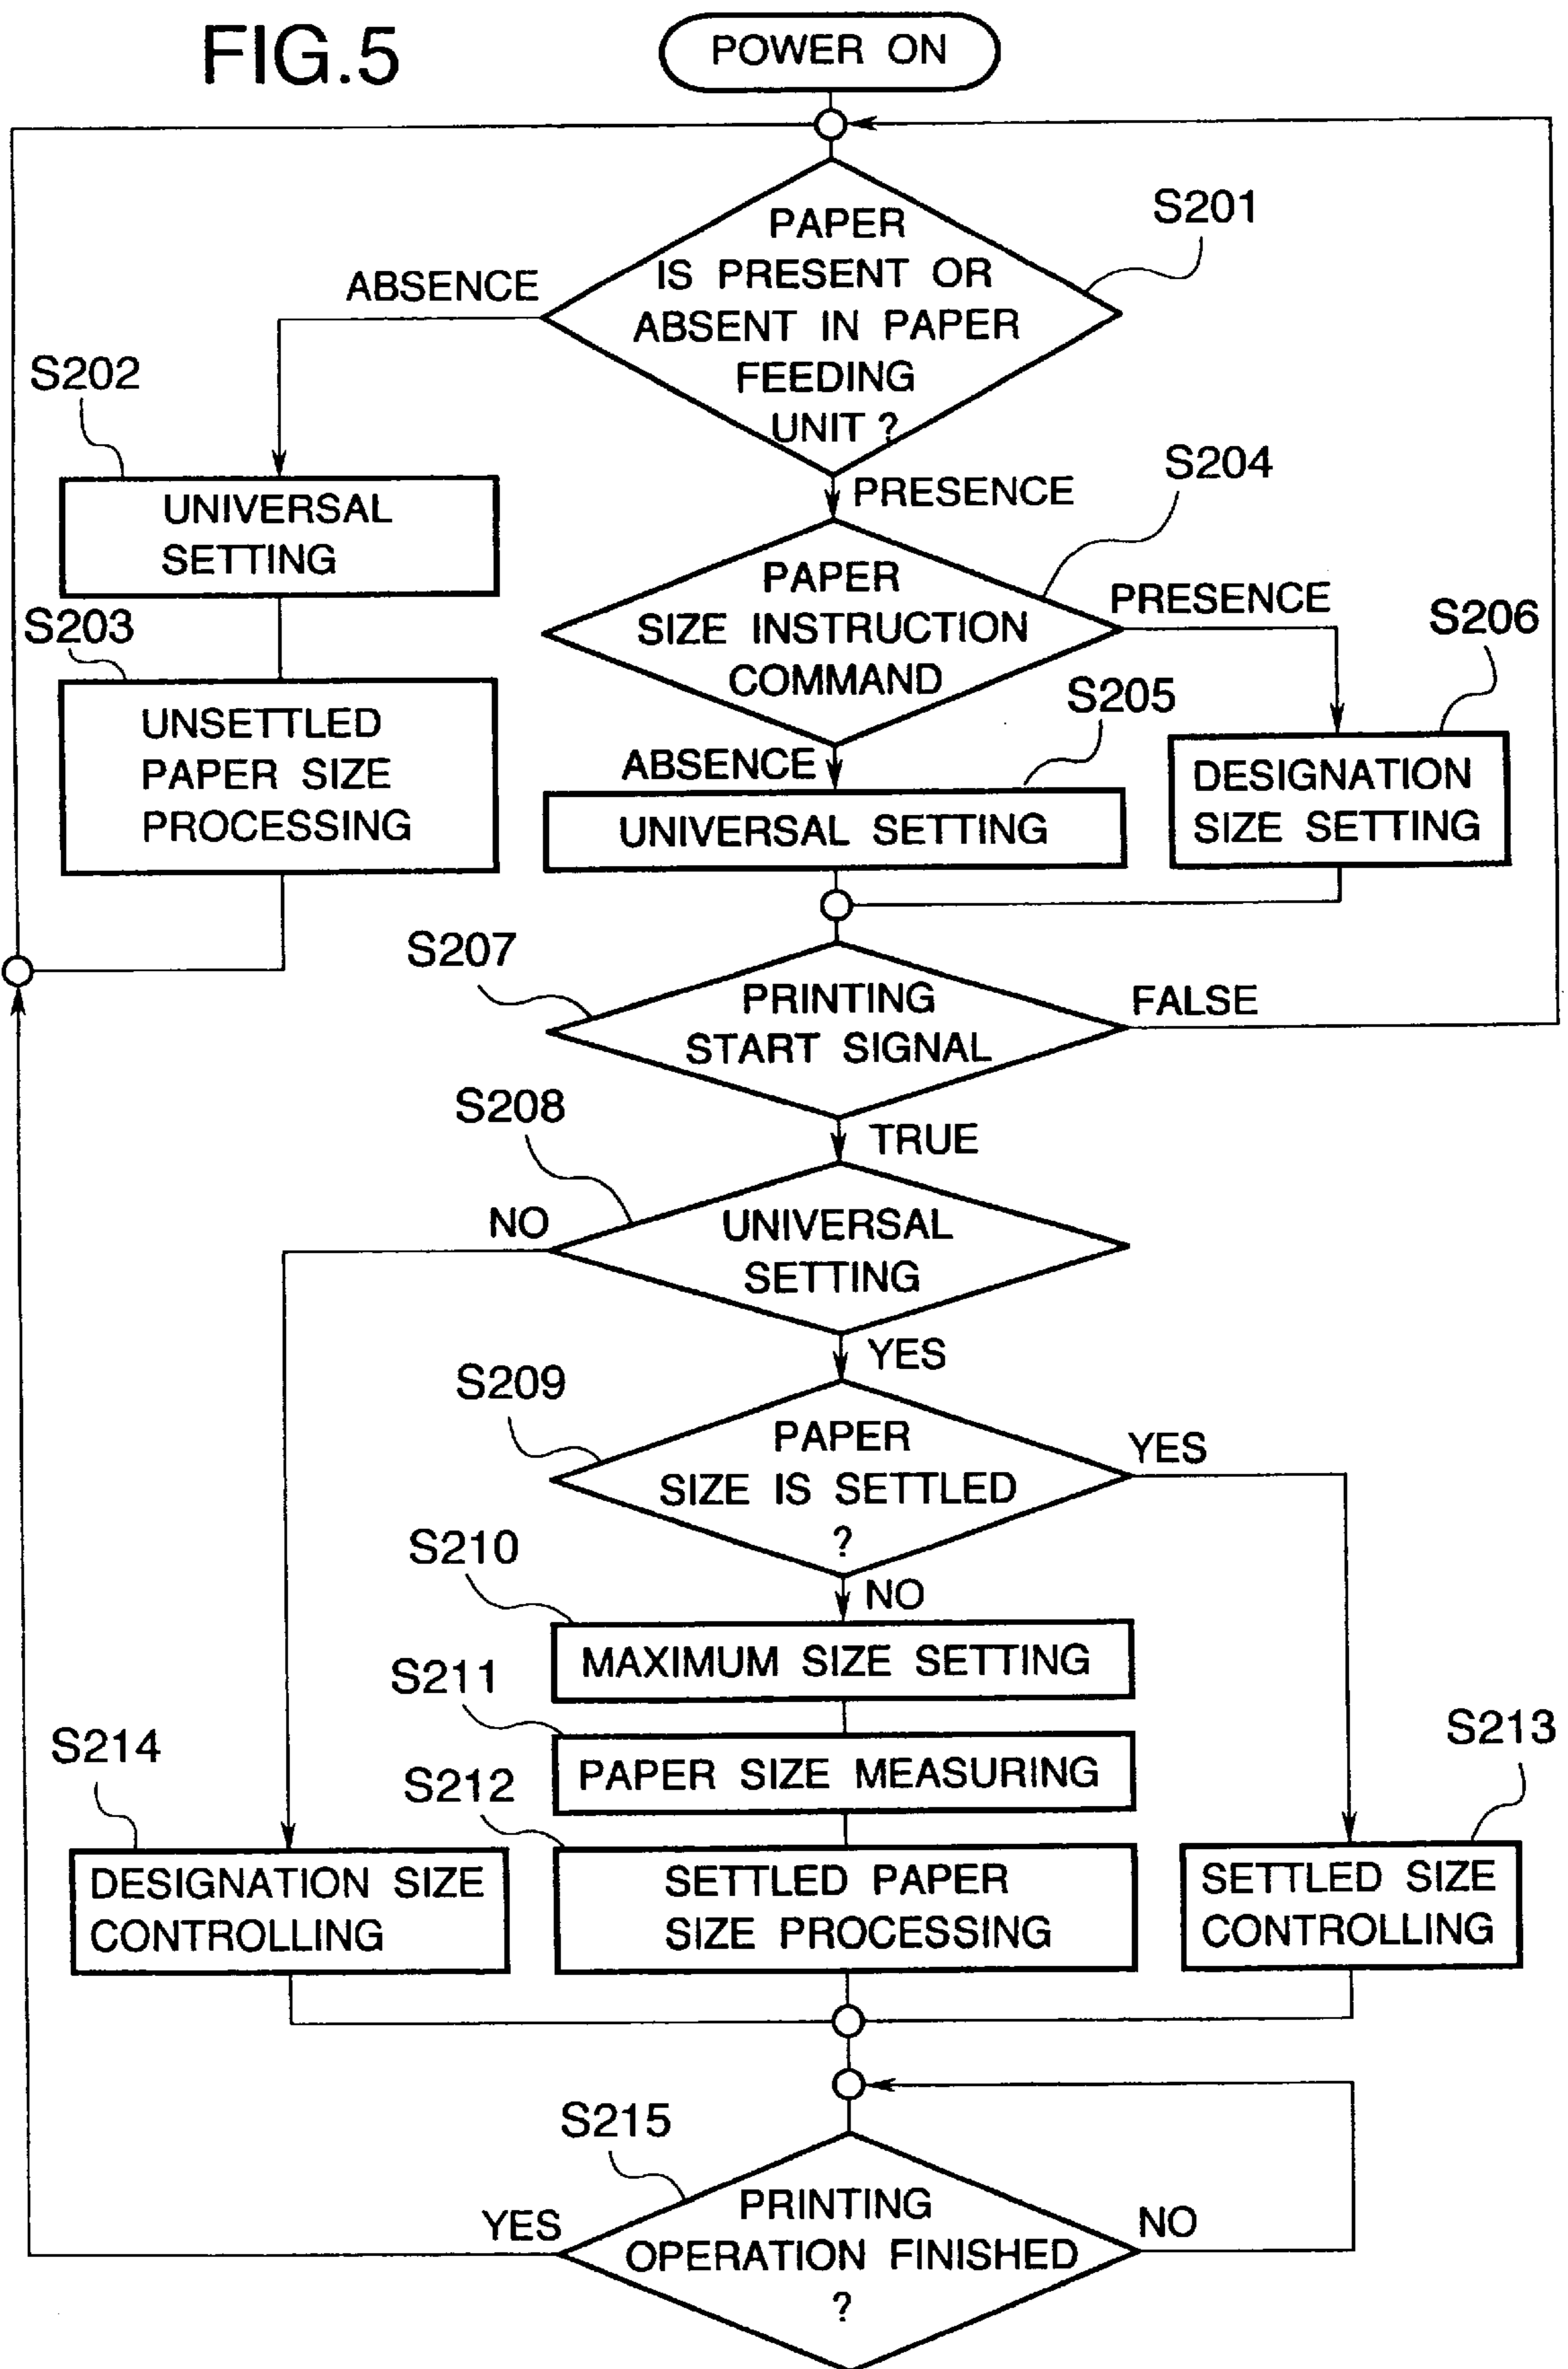 FIG.5
POWER ON
PAPER
IS PRESENT OR
ABSENT IN PAPER
FEEDING
UNIT ?
S201
ABSENCE
S202
UNIVERSAL
SETTING
PRESENCE
S204
S203
UNSETTLED
PAPER SIZE
PROCESSING
PAPER
SIZE INSTRUCTION
COMMAND
PRESENCE
S206
DESIGNATION
SIZE SETTING
S205
ABSENCE
UNIVERSAL SETTING
S207
PRINTING
START SIGNAL
FALSE
TRUE
S208
NO
UNIVERSAL
SETTING
YES
S209
PAPER
SIZE IS SETTLED
?
YES
NO
S210
MAXIMUM SIZE SETTING
S211
PAPER SIZE MEASURING
S212
SETTLED PAPER
SIZE PROCESSING
S214
DESIGNATION SIZE
CONTROLLING
S213
SETTLED SIZE
CONTROLLING
S215
PRINTING
OPERATION FINISHED
?
YES
NO